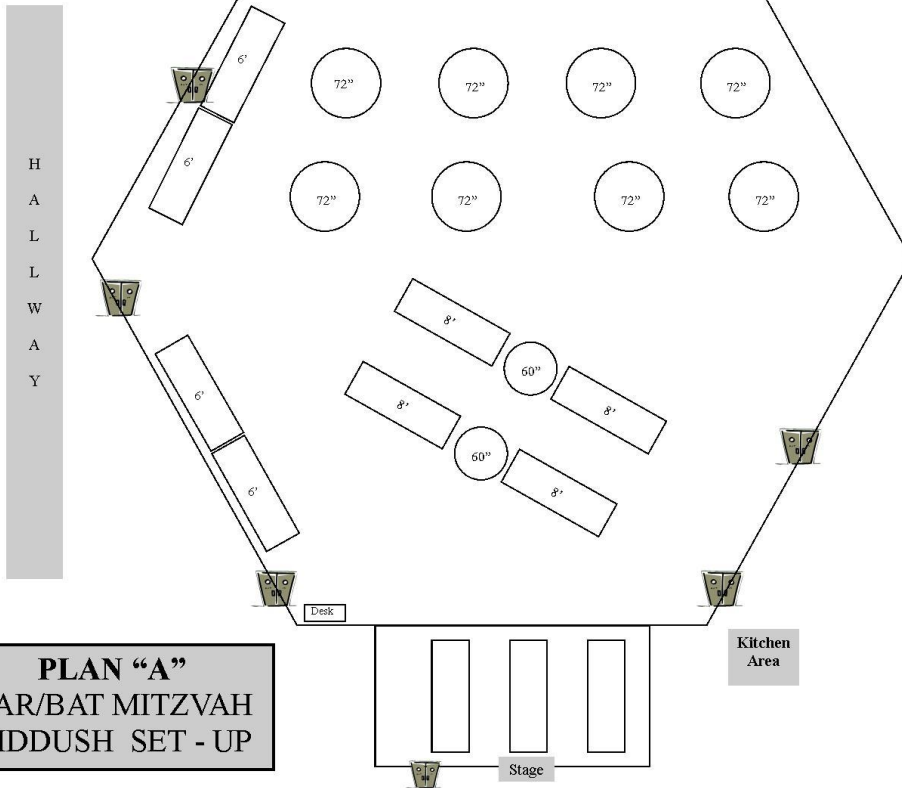 6’
72” 72” 72” 72”
6’
H
A
L
L
W
A
Y
72” 72” 72” 72”
8’
60”
8’
8’
60”
8’
6’
6’
Desk
Kitchen
Area
PLAN “A”
AR/BAT MITZVAH
IDDUSH SET - UP
Stage